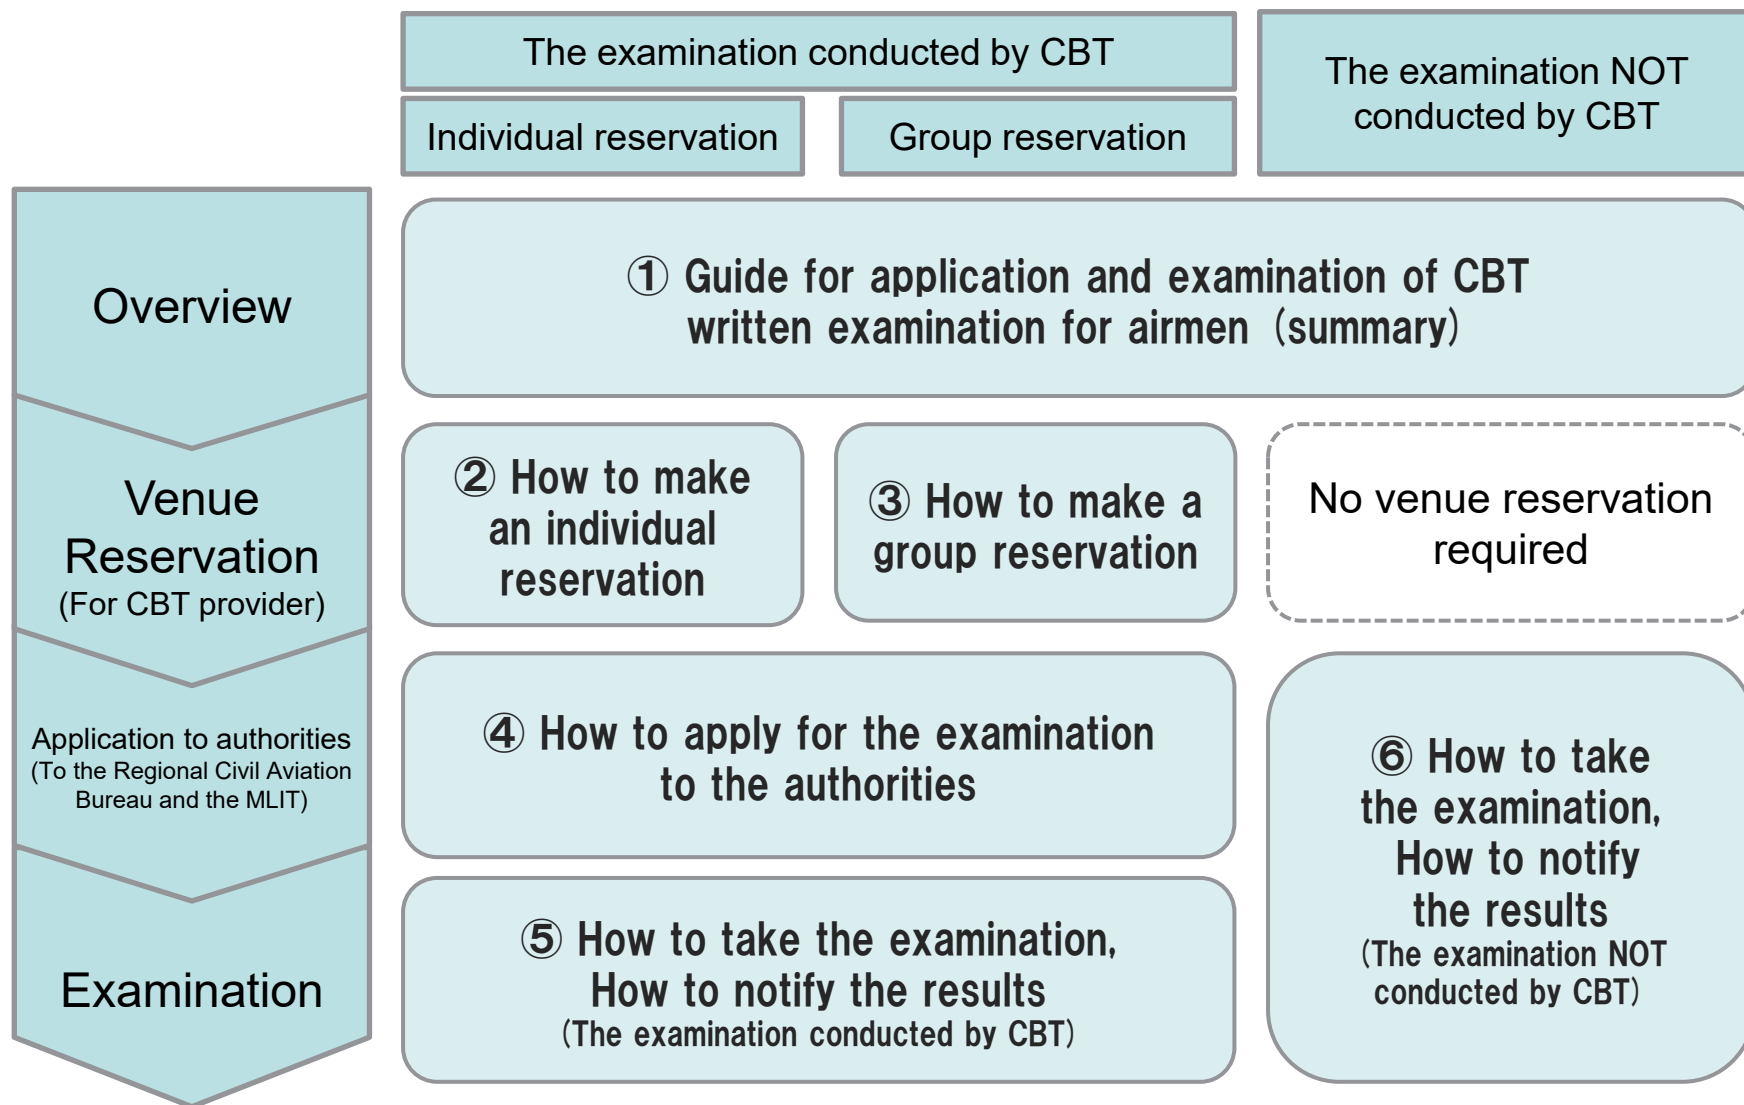 The examination conducted by CBT
The examination NOT
conducted by CBT
Individual reservation
Group reservation
Overview
① Guide for application and examination of CBT
written examination for airmen (summary)
Venue
Reservation
(For CBT provider)
② How to make
an individual
reservation
③ How to make a
group reservation
No venue reservation
required
Application to authorities
(To the Regional Civil Aviation
Bureau and the MLIT)
④ How to apply for the examination
to the authorities
⑥ How to take
the examination,
How to notify
the results
(The examination NOT
conducted by CBT)
Examination
⑤ How to take the examination,
How to notify the results
(The examination conducted by CBT)